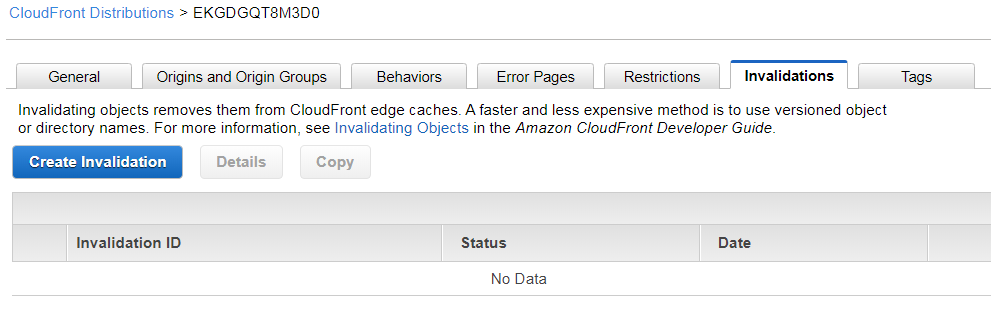 CloudFront Distributions > EKGDGQT8M3D0
General Origins and Origin Groups Behaviors Error Pages Restrictions Invalidations Tags
Invalidating objects removes them from CloudFront edge caches. A faster and less expensive method is to use versioned object
or directory names. For more information, see Invalidating Objects in the Amazon CloudFront Developer Guide.
Create Invalidation Details Copy
Invalidation ID Status Date
No Data